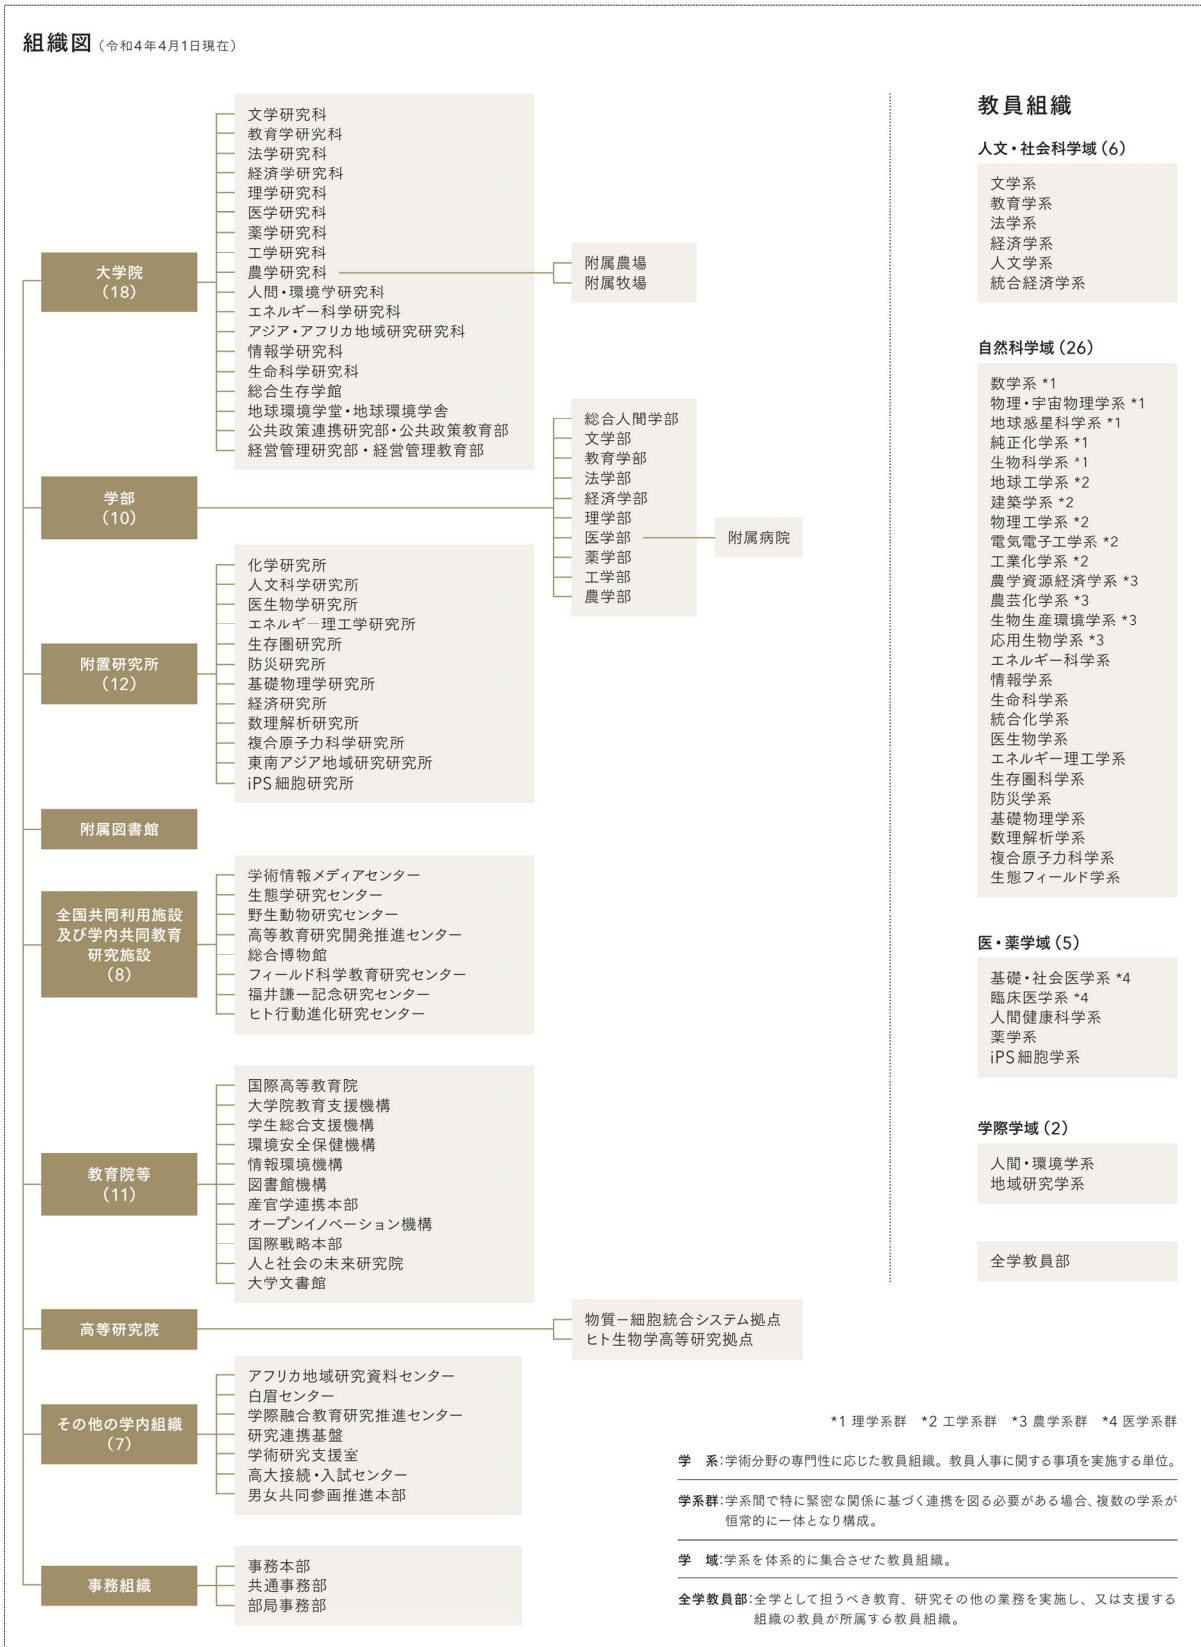 組織図（令和4年4月1日現在）
大学院
（18）
文学研究科
教育学研究科
法学研究科
経済学研究科
理学研究科
医学研究科
薬学研究科
工学研究科
農学研究科
人間・環境学研究科
エネルギー科学研究科
アジア・アフリカ地域研究研究科
情報学研究科
生命科学研究科
総合生存学館
地球環境学堂・地球環境学舎
公共政策連携研究部・公共政策教育部
経営管理研究部・経営管理教育部
附属農場
附属牧場
学部
（10）
総合人間学部
文学部
教育学部
法学部
経済学部
理学部
医学部
薬学部
工学部
農学部
附属病院
附置研究所
（12）
化学研究所
人文科学研究所
医生物学研究所
エネルギー理工学研究所
生存圏研究所
防災研究所
基礎物理学研究所
経済研究所
数理解析研究所
複合原子力科学研究所
東南アジア地域研究研究所
iPS細胞研究所
附属図書館
全国共同利用施設
及び学内共同教育
研究施設
（8）
学術情報メディアセンター
生態学研究センター
野生動物研究センター
高等教育研究開発推進センター
総合博物館
フィールド科学教育研究センター
福井謙一記念研究センター
ヒト行動進化研究センター
教育院等
（11）
国際高等教育院
大学院教育支援機構
学生総合支援機構
環境安全保健機構
情報環境機構
図書館機構
産官学連携本部
オープンイノベーション機構
国際戦略本部
人と社会の未来研究院
大学文書館
高等研究院
物質－細胞統合システム拠点
ヒト生物学高等研究拠点
その他の学内組織
（7）
アフリカ地域研究資料センター
白眉センター
学際融合教育研究推進センター
研究連携基盤
学術研究支援室
高大接続・入試センター
男女共同参画推進本部
事務組織
事務本部
共通事務部
部局事務部
教員組織
人文・社会科学域（6）
文学系
教育学系
法学系
経済学系
人文学系
統合経済学系
自然科学域（26）
数学系 *1
物理・宇宙物理学系 *1
地球惑星科学系 *1
純正化学系 *1
生物科学系 *1
地球工学系 *2
建築学系 *2
物理工学系 *2
電気電子工学系 *2
工業化学系 *2
農学資源経済学系 *3
農芸化学系 *3
生物生産環境学系 *3
応用生物学系 *3
エネルギー科学系
情報学系
生命科学系
統合化学系
医生物学系
エネルギー理工学系
生存圏科学系
防災学系
基礎物理学系
数理解析学系
複合原子力科学系
生態フィールド学系
医・薬学域（5）
基礎・社会医学系 *4
臨床医学系 *4
人間健康科学系
薬学系
iPS細胞学系
学際学域（2）
人間・環境学系
地域研究学系
全学教員部
*1 理学系群　*2 工学系群　*3 農学系群　*4 医学系群
学　系：学術分野の専門性に応じた教員組織。教員人事に関する事項を実施する単位。
学系群：学系間で特に緊密な関係に基づく連携を図る必要がある場合、複数の学系が
恒常的に一体となり構成。
学　域：学系を体系的に集合させた教員組織。
全学教員部：全学として担うべき教育、研究その他の業務を実施し、又は支援する
組織の教員が所属する教員組織。